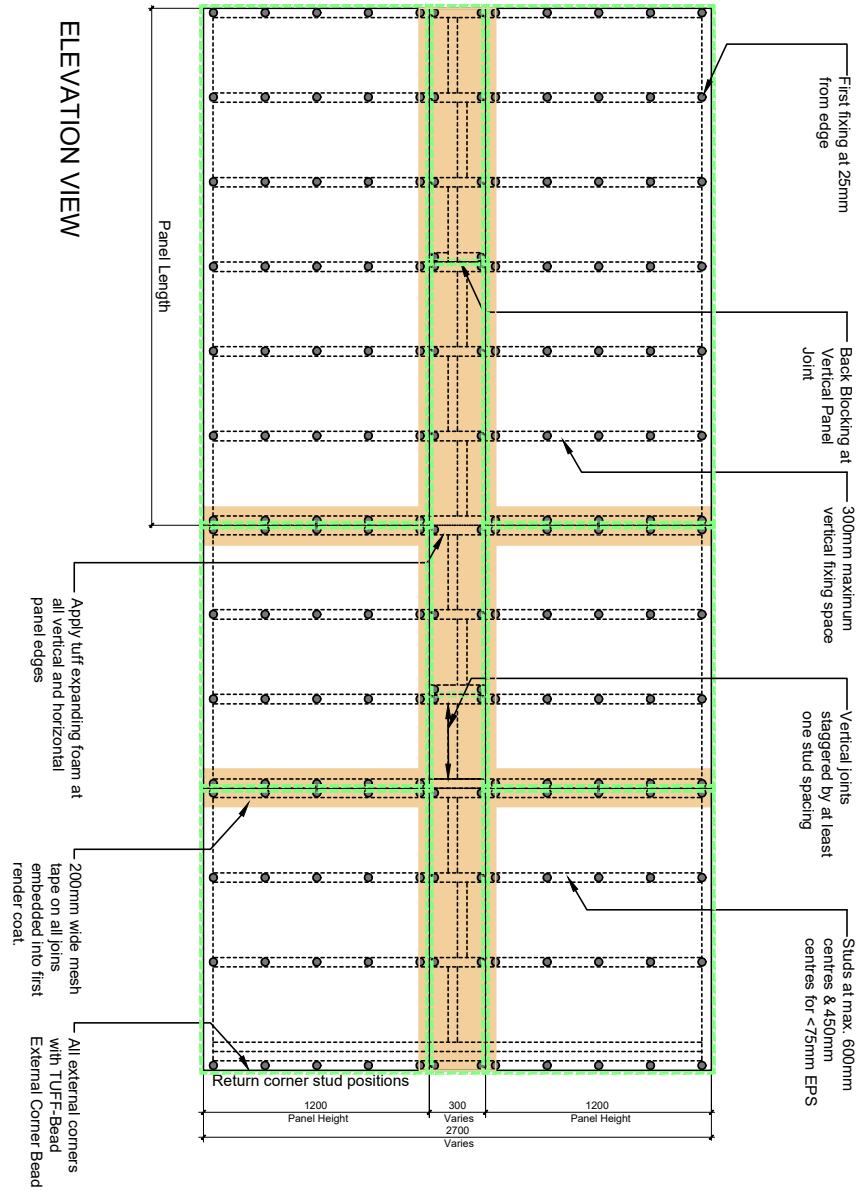 First fixing at 25mm
from edge
Back Blocking at
Vertical Panel
Joint
300mm maximum
vertical fixing space
Vertical joints
staggered by at least
one stud spacing
Studs at max. 600mm
centres & 450mm
centres for <75mm EPS
Panel Length
ELEVATION VIEW
Apply tuff expanding foam at
all vertical and horizontal
panel edges
200mm wide mesh
tape on all joins
embedded into first
render coat.
All external corners
with TUFF-Bead
External Corner Bead
Return corner stud positions
1200
Panel Height
300
Varies
1200
Panel Height
2700
Varies